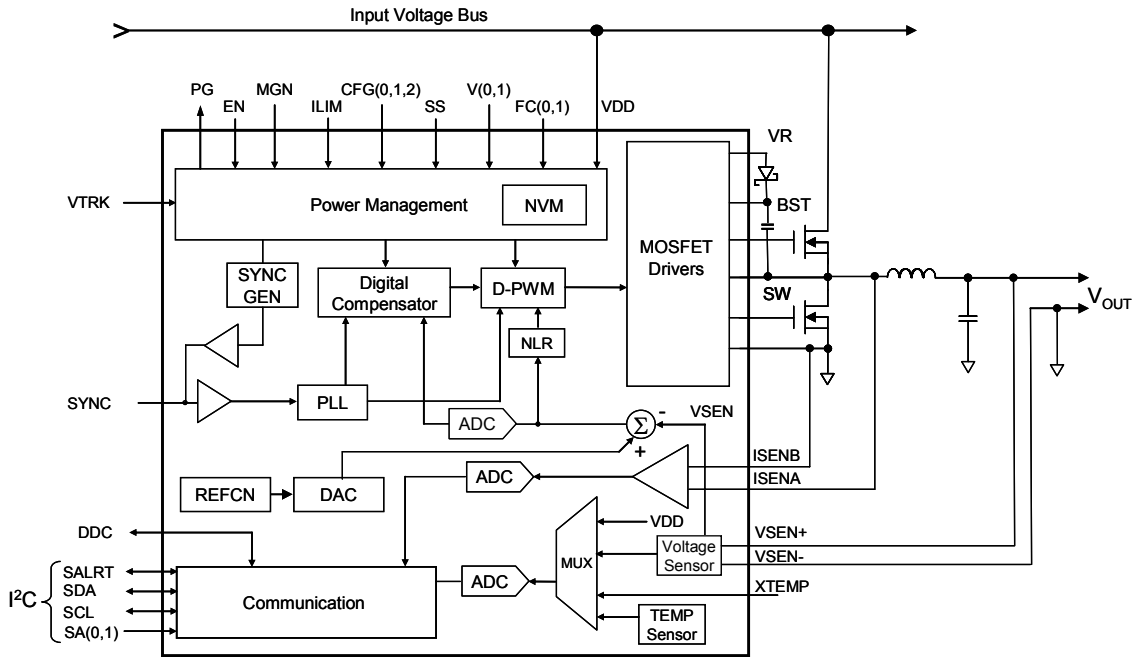 Input Voltage Bus
PG
EN
MGN
ILIM
CFG(0,1,2)
SS
V(0,1)
FC(0,1)
VDD
VR
VTRK
Power Management
NVM
BST
MOSFET
Drivers
SYNC
GEN
Digital
Compensator
D-PWM
SW
VOUT
NLR
SYNC
PLL
ADC
Σ
-
+
VSEN
ISENB
ISENA
ADC
REFCN
DAC
DDC
VDD
VSEN+
VSEN-
Voltage
Sensor
MUX
I²C
SALRT
SDA
SCL
SA(0,1)
Communication
ADC
XTEMP
TEMP
Sensor